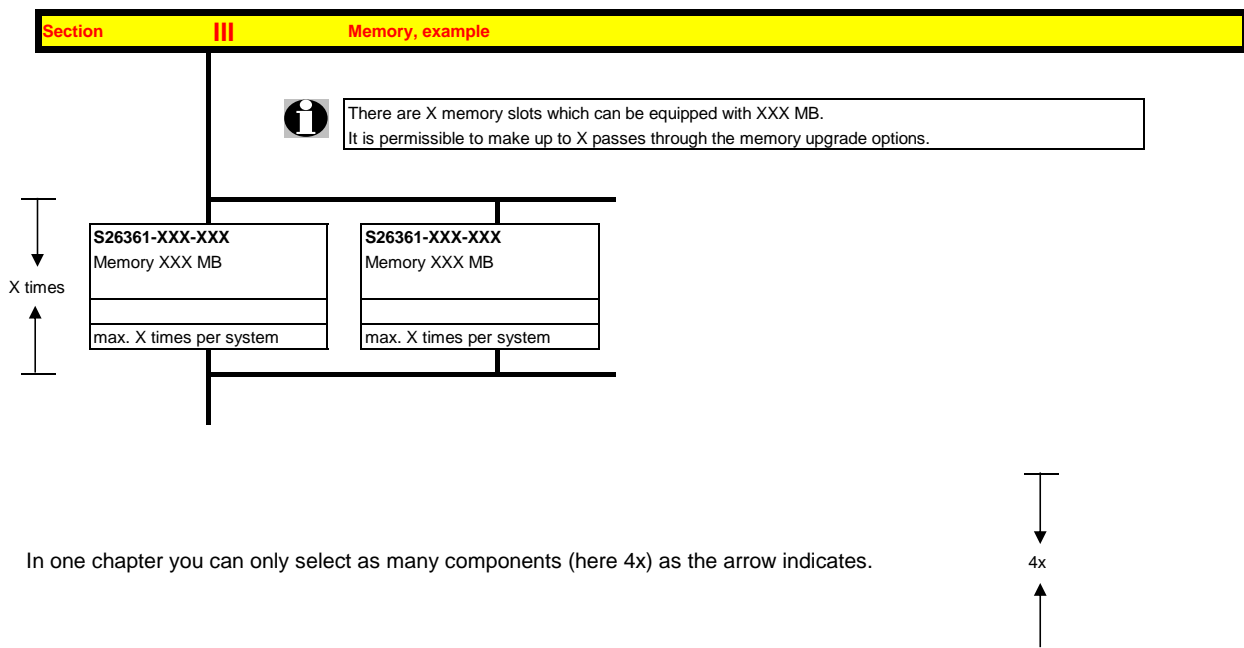 Section III Memory, example
There are X memory slots which can be equipped with XXX MB.
It is permissible to make up to X passes through the memory upgrade options.
S26361-XXX-XXX S26361-XXX-XXX
Memory XXX MB Memory XXX MB
X times
max. X times per system max. X times per system
In one chapter you can only select as many components (here 4x) as the arrow indicates. 4x